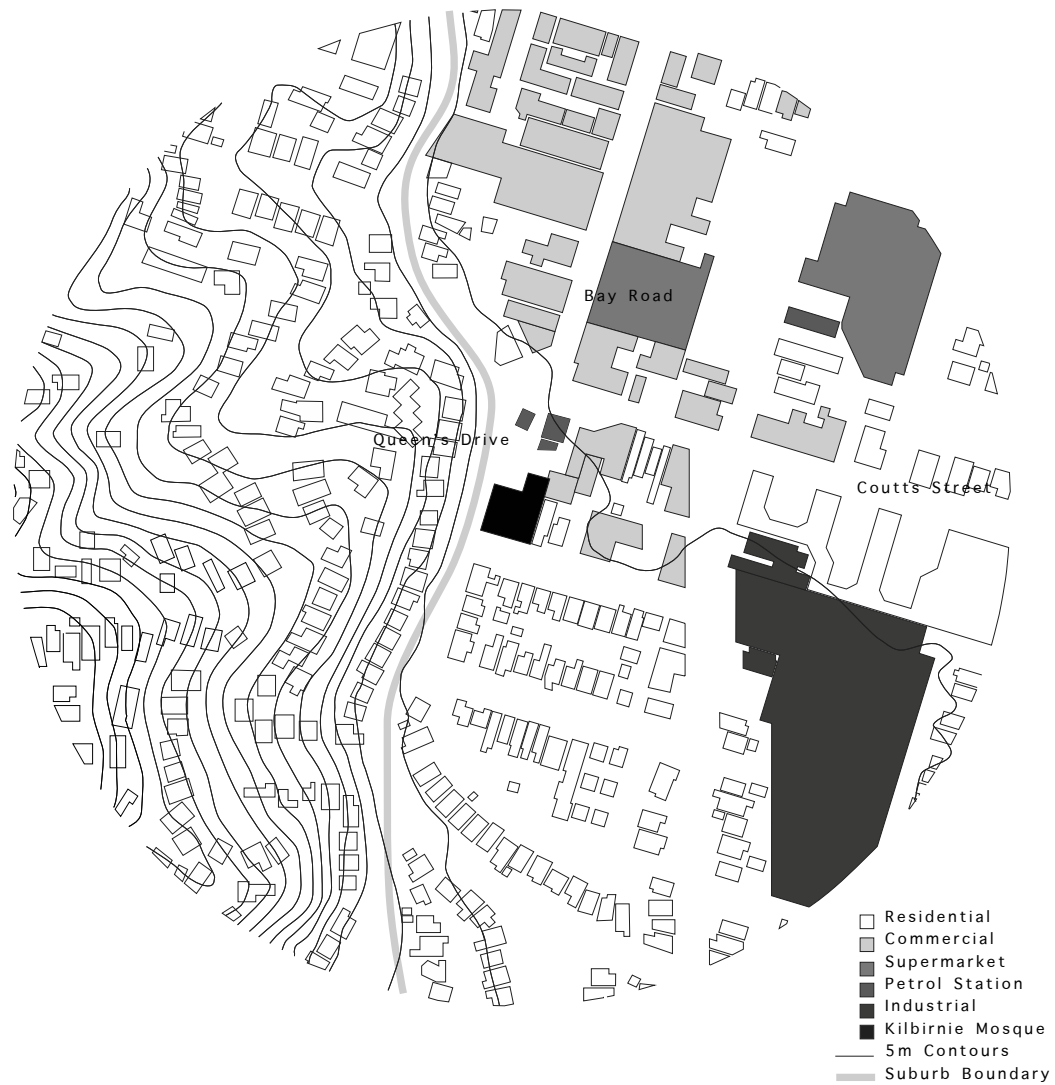 Bay Road
Queen's Drive
Coutts Street
Residential
Commercial
Supermarket
Petrol Station
Industrial
Kilbirnie Mosque
5m Contours
Suburb Boundary